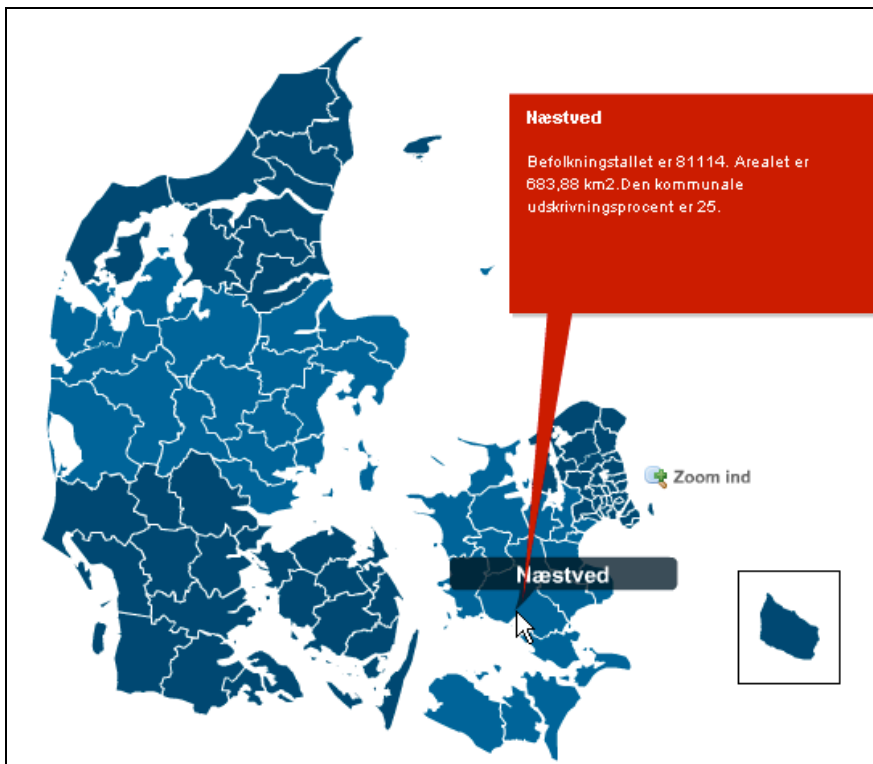 Næstved
Befolkningstallet er 81114. Arealet er
683,88 km2.Den kommunale
udskrivningsprocent er 25.
Zoom ind
Næstved